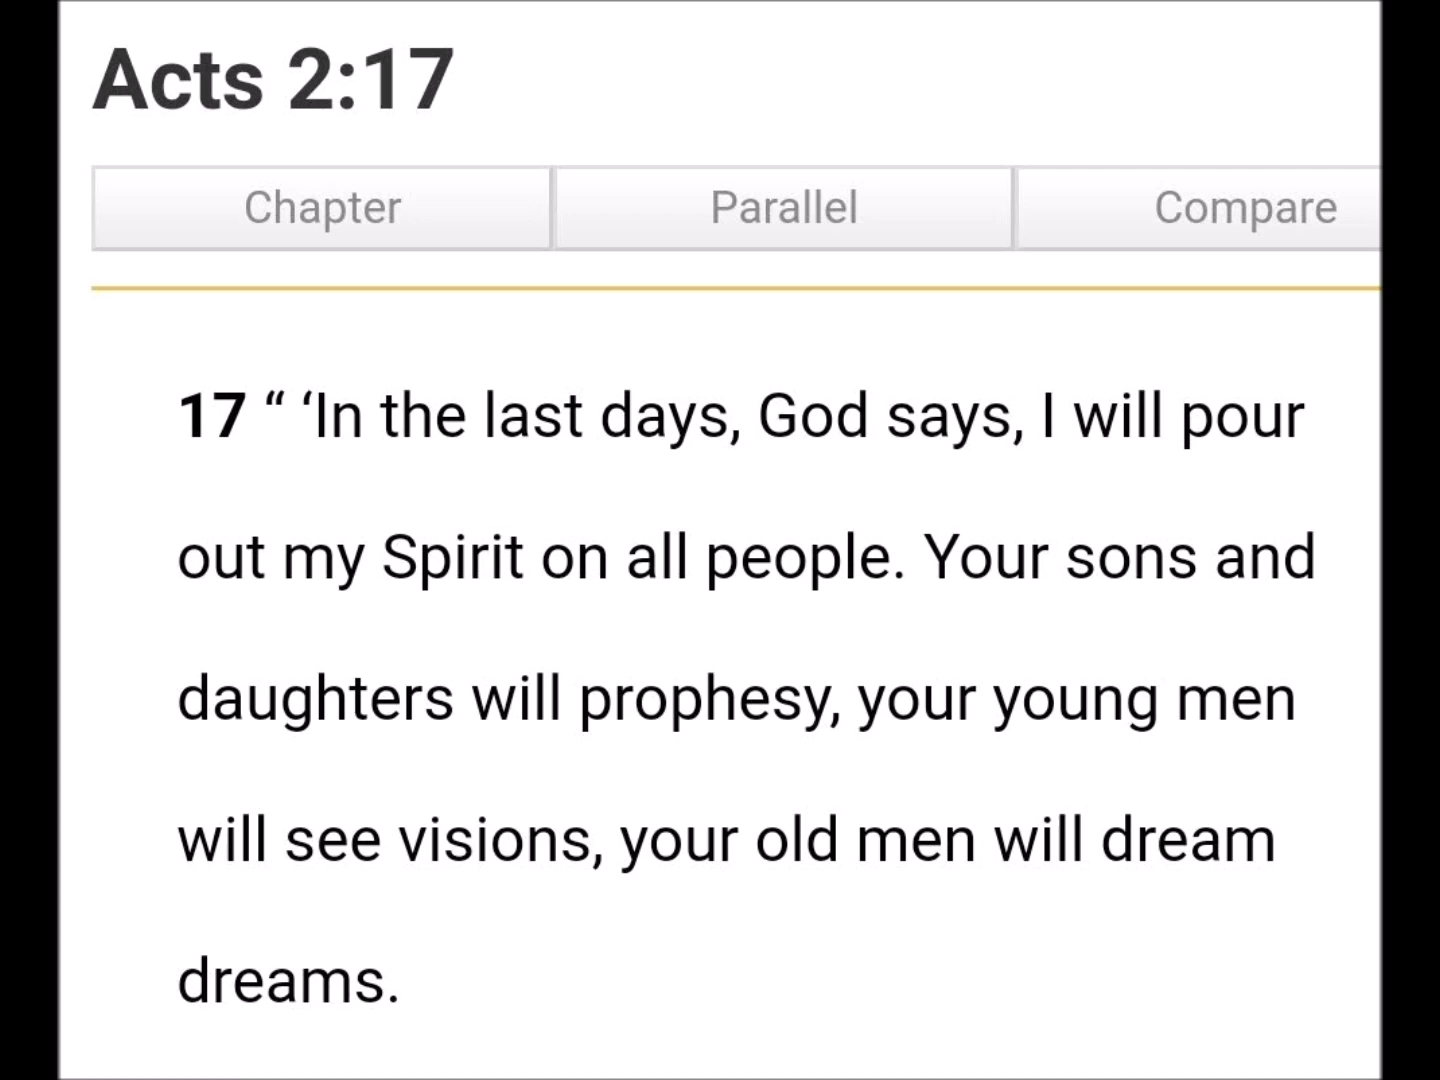 Acts 2:17
Chapter Parallel Compare
17 “ ‘In the last days, God says, I will pour
out my Spirit on all people. Your sons and
daughters will prophesy, your young men
will see visions, your old men will dream
dreams.